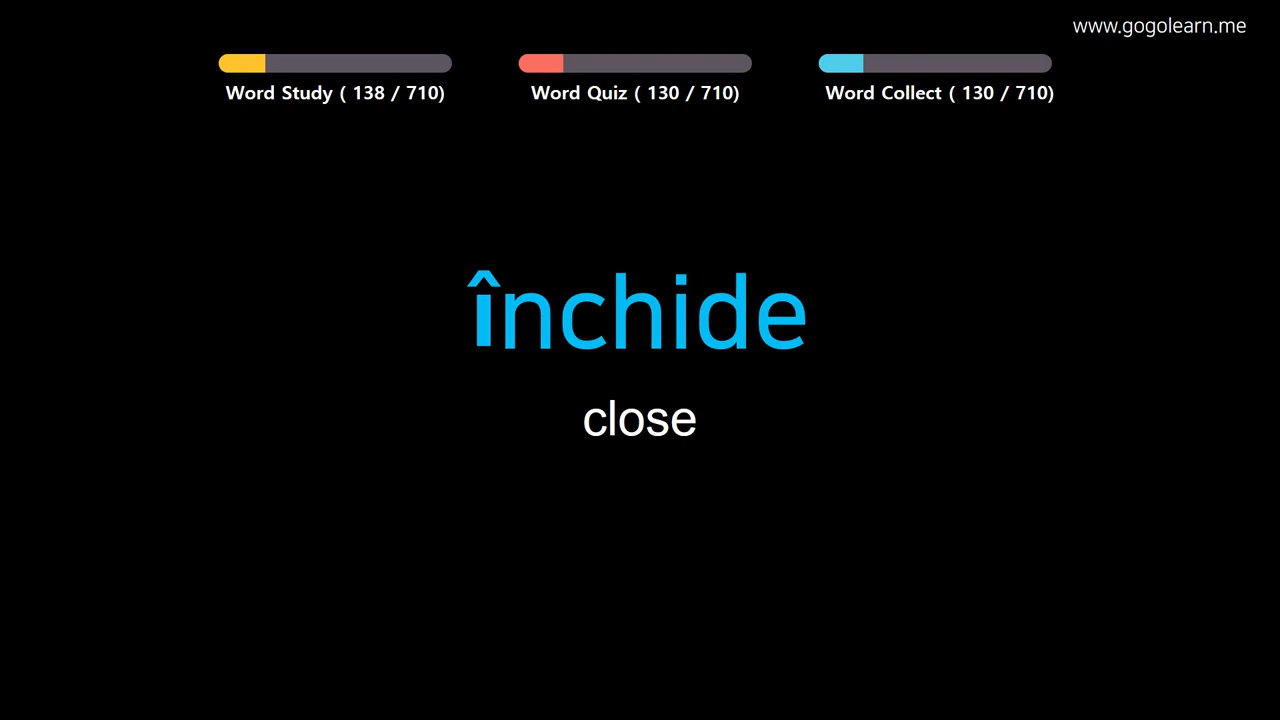 www.gogolearn.me
Word Study ( 138 / 710)
Word Quiz ( 130 / 710)
Word Collect ( 130 / 710)
închide
close